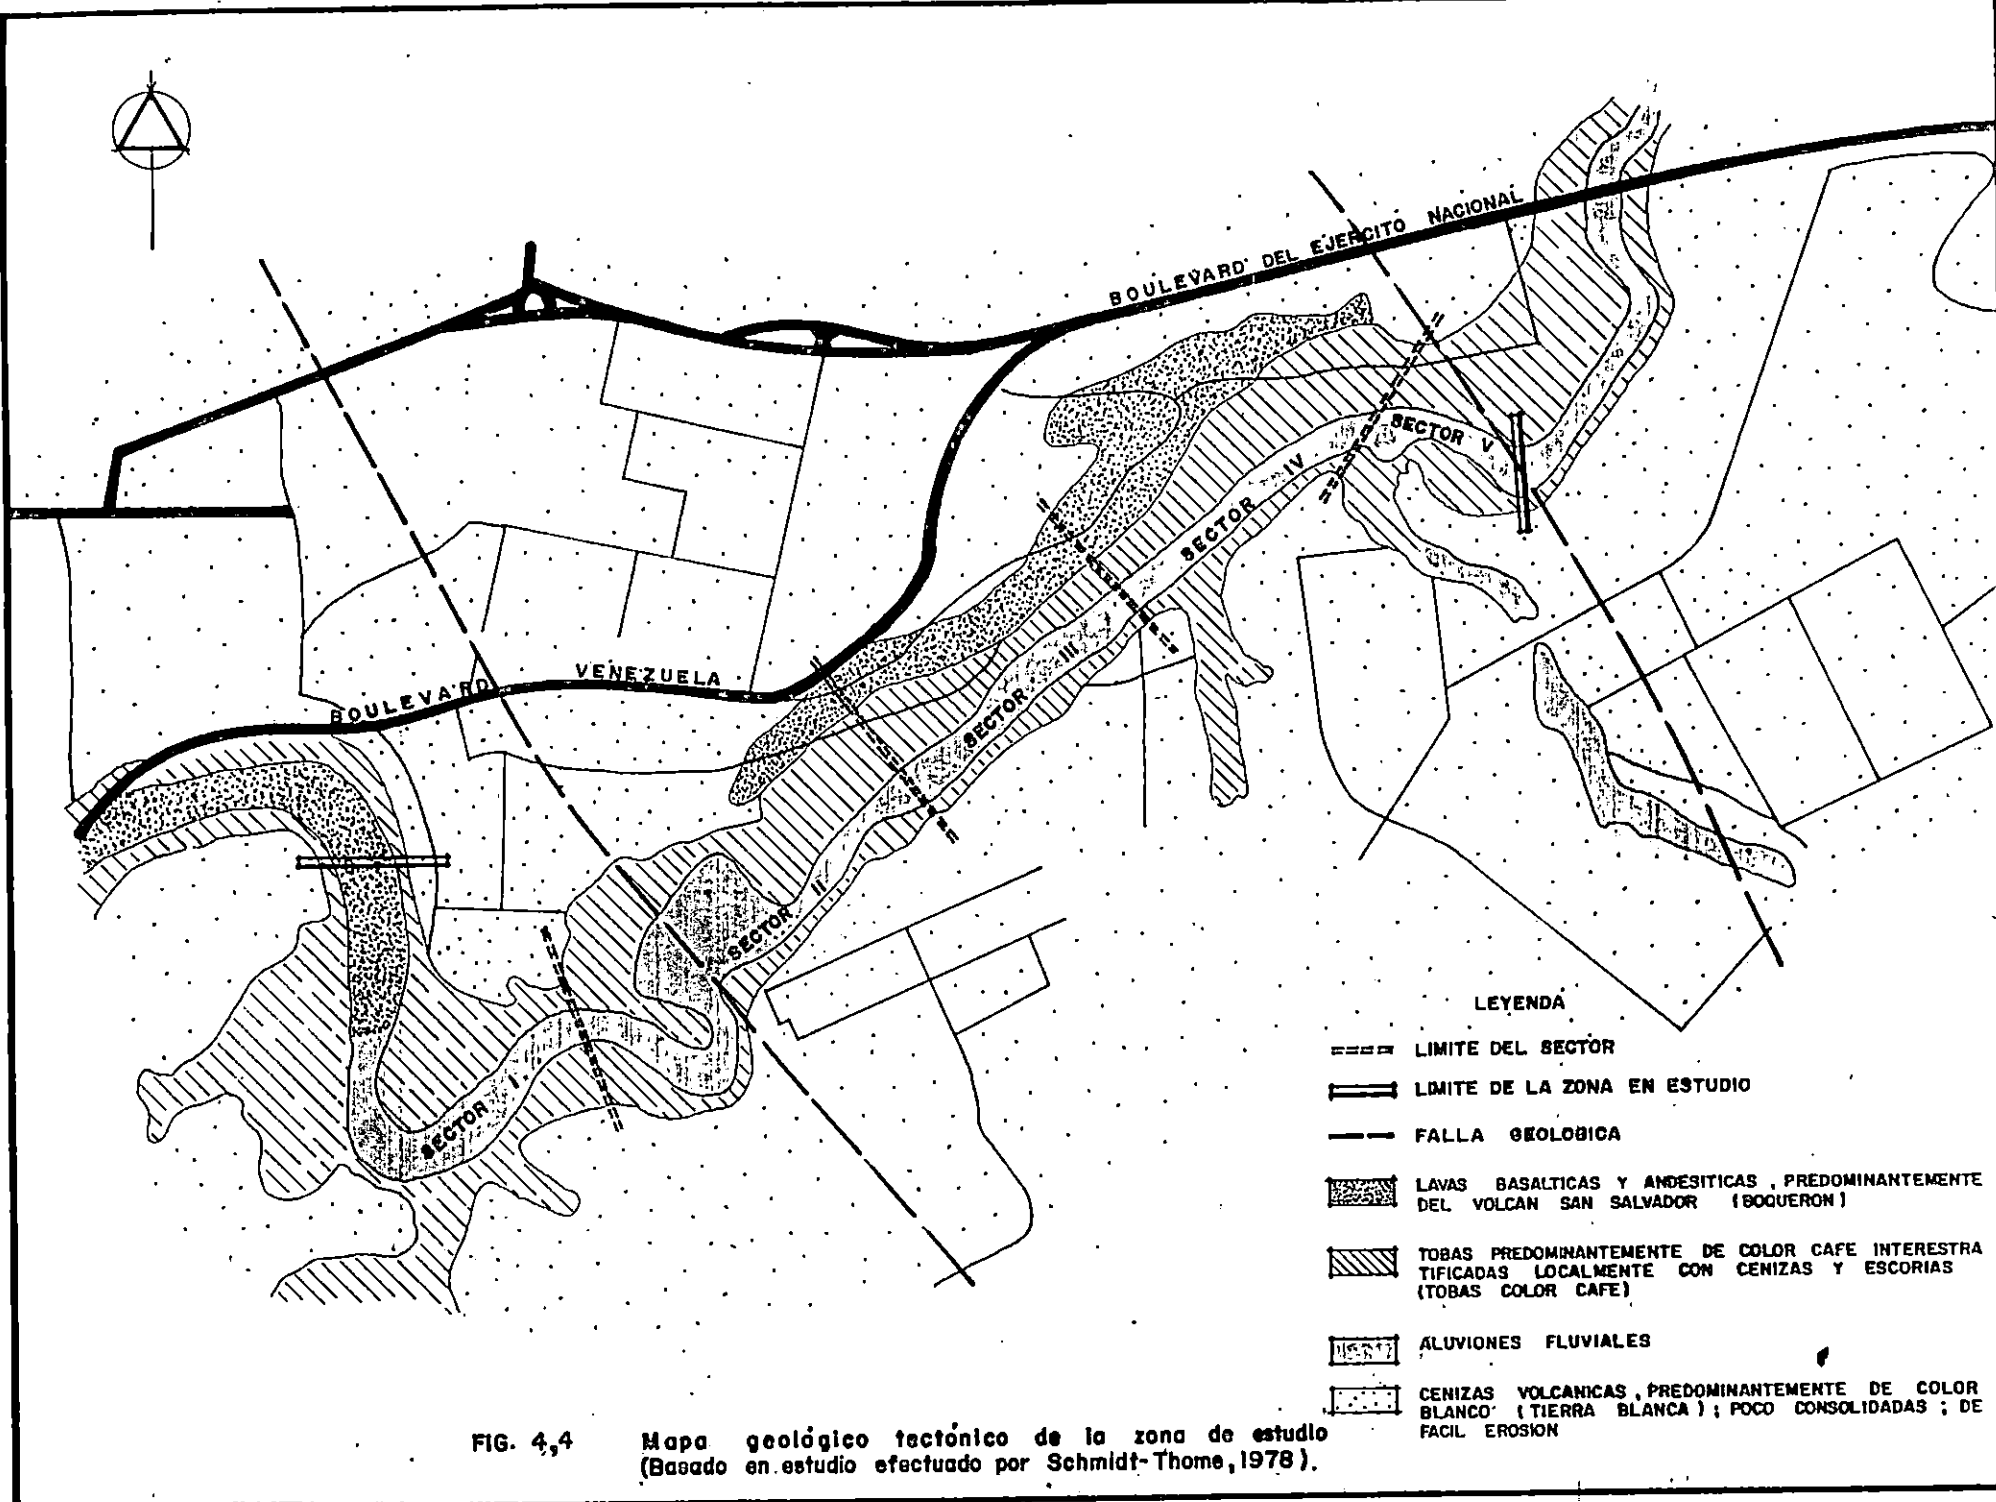 BOULEVARD DEL EJERCITO NACIONAL
SECTOR V
SECTOR IV
SECTOR III
BOULEVARD VENEZUELA
SECTOR II
SECTOR I
LEYENDA
LIMITE DEL SECTOR
LIMITE DE LA ZONA EN ESTUDIO
FALLA GEOLOGICA
LAVAS BASALTICAS Y ANDESITICAS , PREDOMINANTEMENTE
DEL VOLCAN SAN SALVADOR (BOQUERON)
TOBAS PREDOMINANTEMENTE DE COLOR CAFE INTERESTRA
TIFICADAS LOCALMENTE CON CENIZAS Y ESCORIAS
(TOBAS COLOR CAFE)
ALUVIONES FLUVIALES
CENIZAS VOLCANICAS , PREDOMINANTEMENTE DE COLOR
BLANCO (TIERRA BLANCA) ; POCO CONSOLIDADAS ; DE
FACIL EROSION
FIG. 4,4 Mapa geológico tectónico de la zona de estudio
(Basado en estudio efectuado por Schmidt-Thome, 1978).